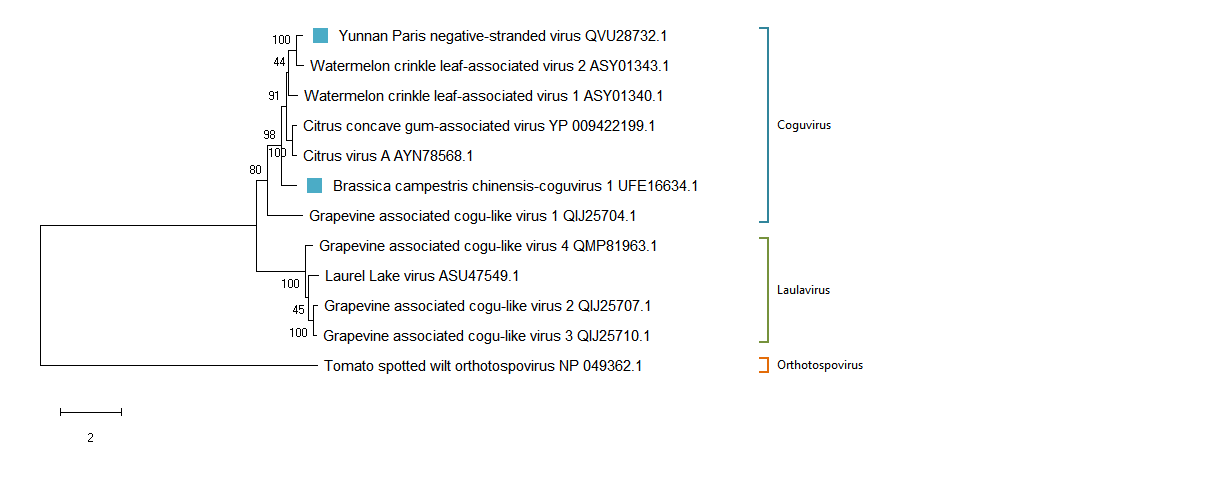 100
Yunnan Paris negative-stranded virus QVU28732.1
44
Watermelon crinkle leaf-associated virus 2 ASY01343.1
91
Watermelon crinkle leaf-associated virus 1 ASY01340.1
Citrus concave gum-associated virus YP 009422199.1
Coguvirus
98
100
Citrus virus A AYN78568.1
80
Brassica campestris chinensis-coguvirus 1 UFE16634.1
Grapevine associated cogu-like virus 1 QIJ25704.1
Grapevine associated cogu-like virus 4 QMP81963.1
Laurel Lake virus ASU47549.1
100
Laulavirus
Grapevine associated cogu-like virus 2 QIJ25707.1
45
100
Grapevine associated cogu-like virus 3 QIJ25710.1
Tomato spotted wilt orthotospovirus NP 049362.1
Orthotospovirus
2